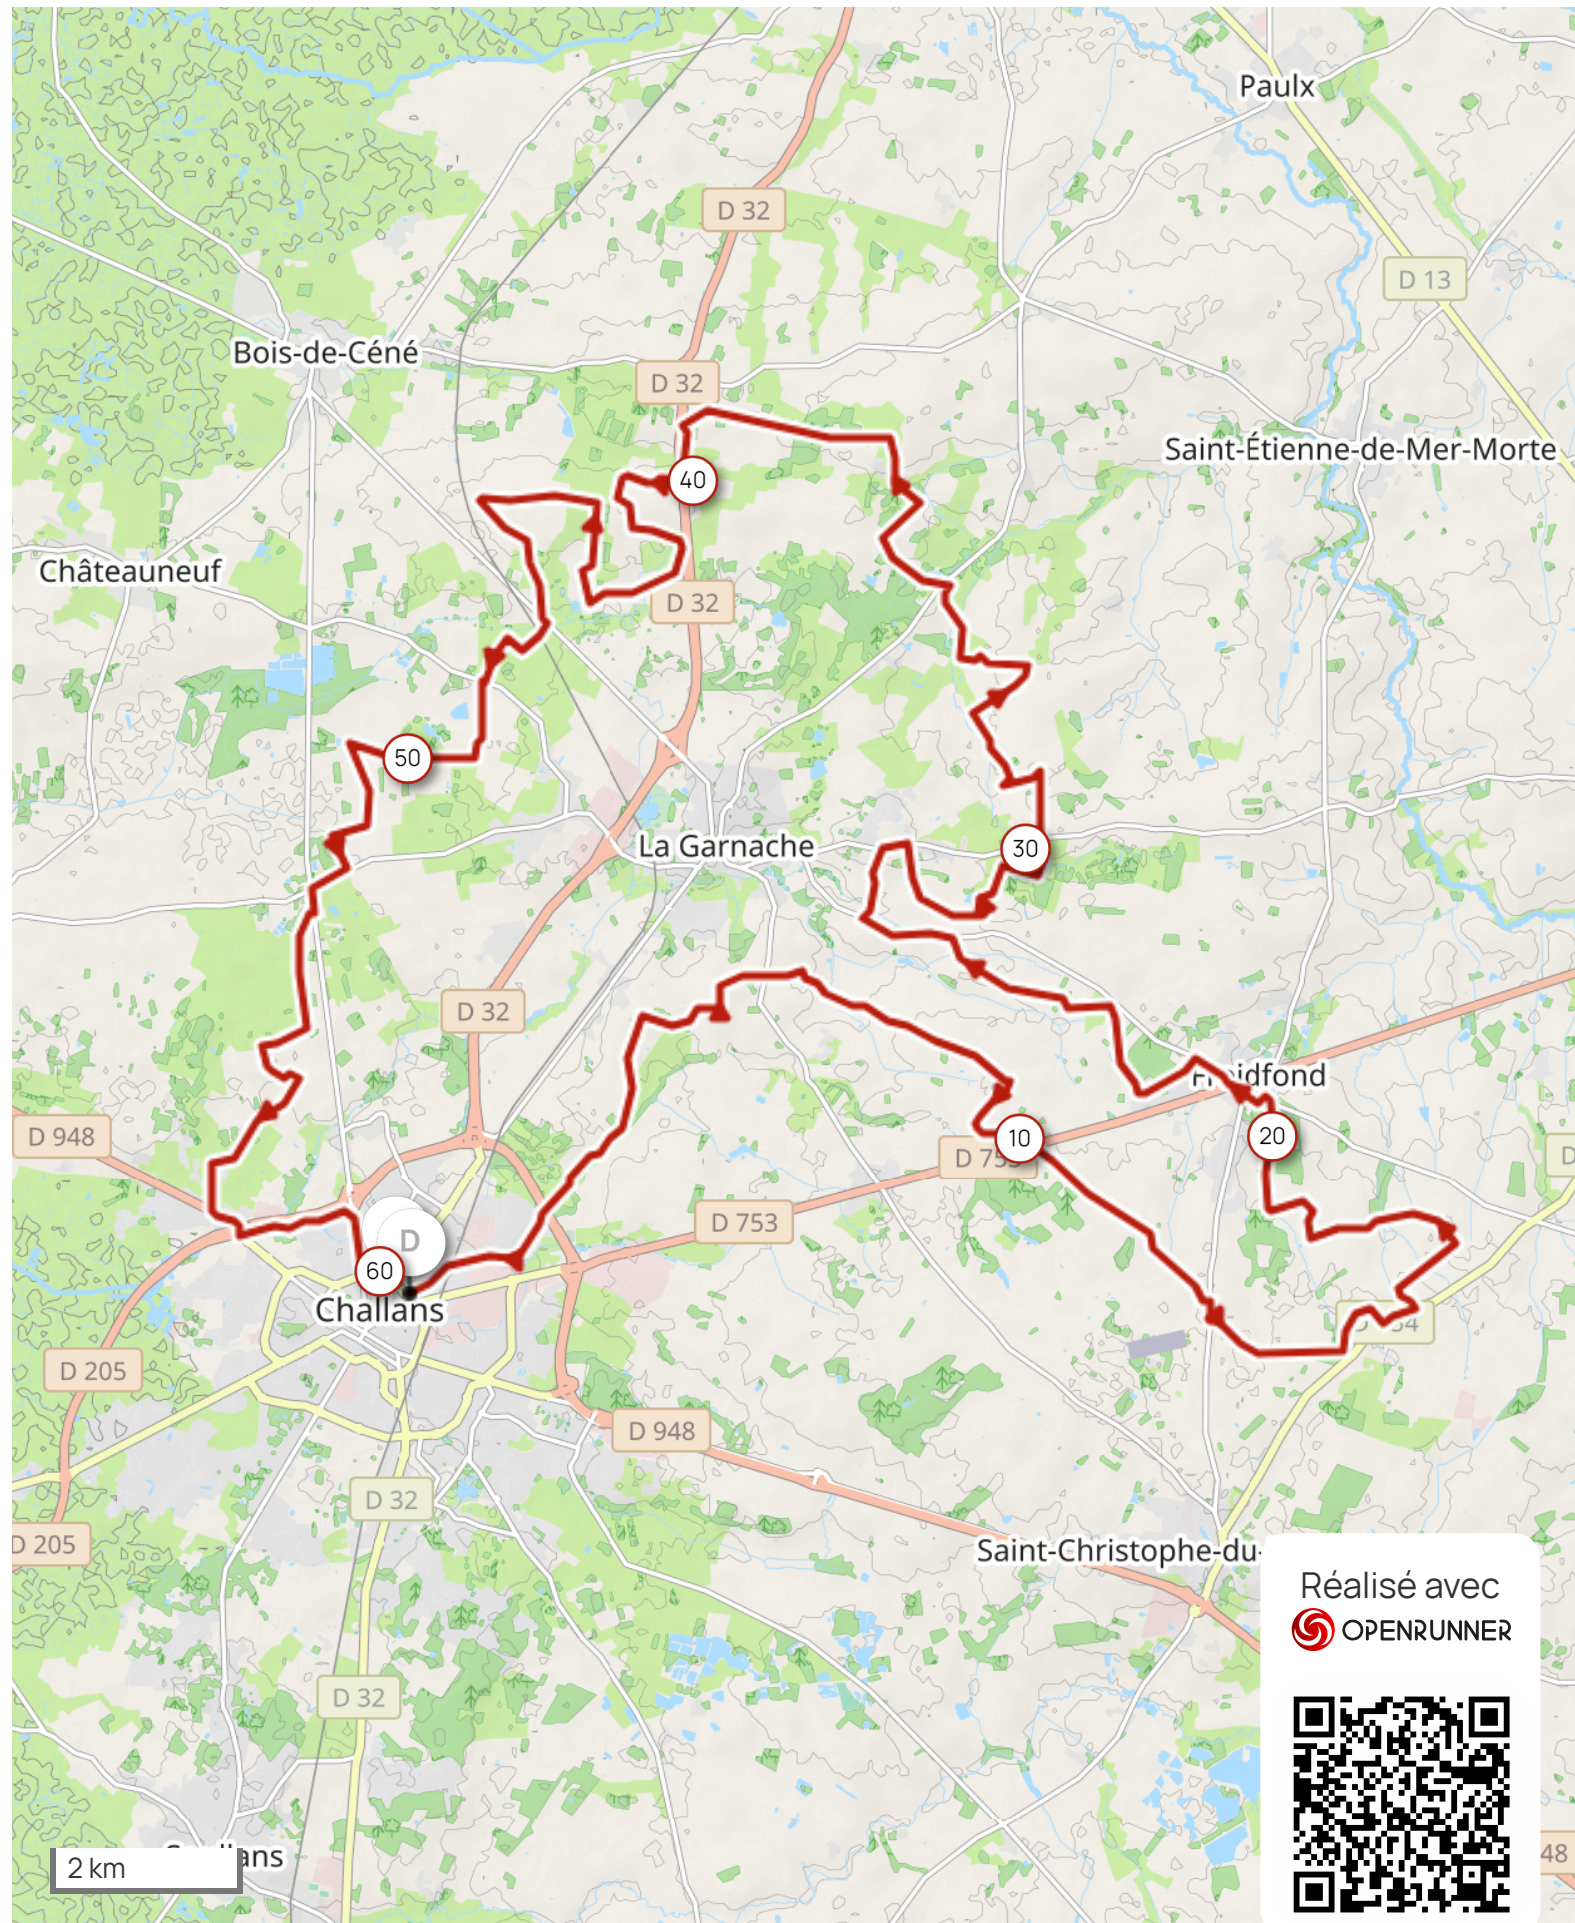 Paulx
D 32
D 13
Bois-de-Céné
D 32
Saint-Étienne-de-Mer-Morte
40
Châteauneuf
D 32
50
La Garnache
30
D 32
Froidfond
D 948
10
20
D 753
D
D
D 753
60
Challans
D 205
D 948
D 32
D 205
Saint-Christophe-du-
Réalisé avec
OPENRUNNER
D 32
2 km
48